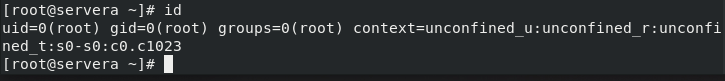 [root@servera ~]# id
uid=0(root) gid=0(root) groups=0(root) context=unconfined_u:unconfined_r:unconfi
ned_t:s0-s0:c0.c1023
[root@servera ~]#